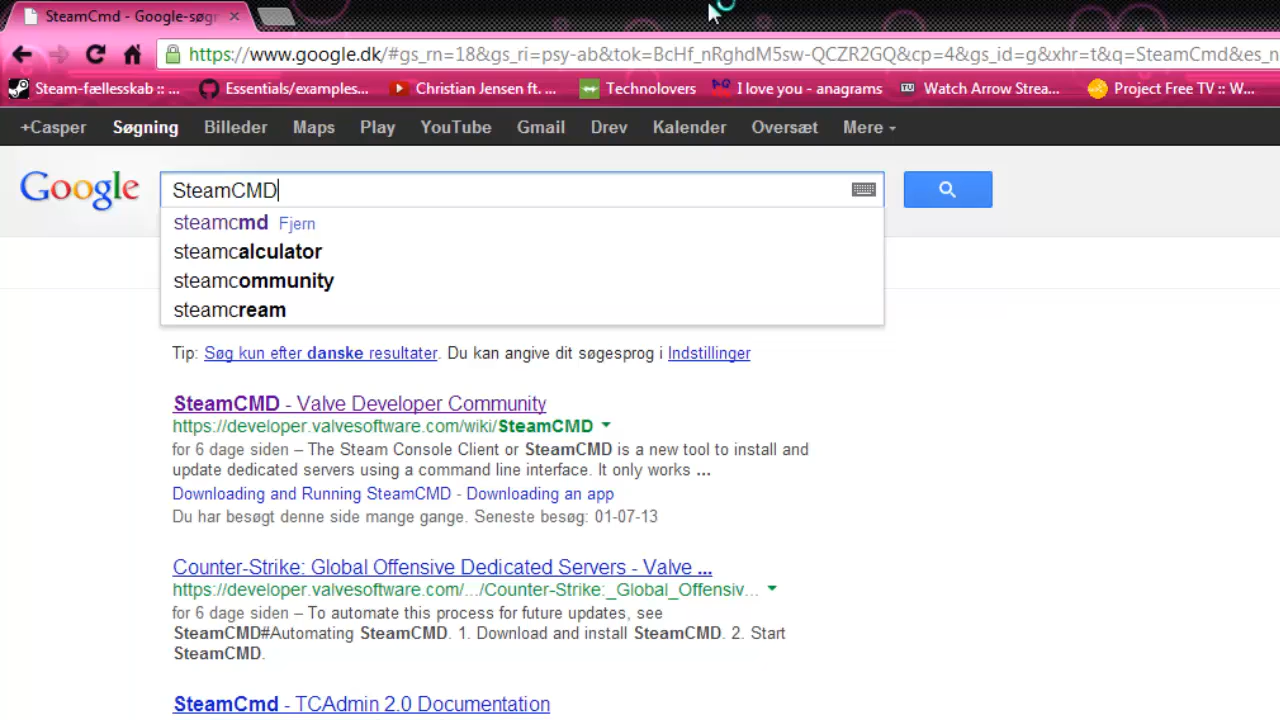 SteamCmd - Google-søgn
https://www.google.dk/#gs_rn=18&gs_ri=psy-ab&tok=BcHf_nRghdM5sw-QCZR2GQ&cp=4&gs_id=g&xhr=t&q=SteamCmd&es_n
Steam-fællesskab :: ... Essentials/examples... Christian Jensen ft. ... Technolovers I love you - anagrams Watch Arrow Strea... Project Free TV :: W...
+Casper Søgning Billeder Maps Play YouTube Gmail Drev Kalender Oversæt Mere
Google SteamCMD
steamcmd Fjern
steamcalculator
steamcommunity
steamcream
Tip: Søg kun efter danske resultater. Du kan angive dit søgesprog i Indstillinger
SteamCMD - Valve Developer Community
https://developer.valvesoftware.com/wiki/SteamCMD
for 6 dage siden – The Steam Console Client or SteamCMD is a new tool to install and
update dedicated servers using a command line interface. It only works ...
Downloading and Running SteamCMD - Downloading an app
Du har besøgt denne side mange gange. Seneste besøg: 01-07-13
Counter-Strike: Global Offensive Dedicated Servers - Valve ...
https://developer.valvesoftware.com/.../Counter-Strike:_Global_Offensiv...
for 6 dage siden – To automate this process for future updates, see
SteamCMD#Automating SteamCMD. 1. Download and install SteamCMD. 2. Start
SteamCMD.
SteamCmd - TCAdmin 2.0 Documentation